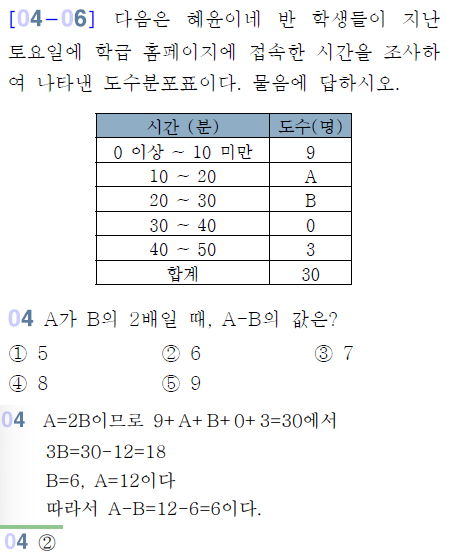 [04-06] 다음은 혜윤이네 반 학생들이 지난
토요일에 학급 홈페이지에 접속한 시간을 조사하
여 나타낸 도수분포표이다. 물음에 답하시오.
시간 (분) 도수(명)
0 이상 ~ 10 미만 9
10 ~ 20 A
20 ~ 30 B
30 ~ 40 0
40 ~ 50 3
합계 30
04 A가 B의 2배일 때, A-B의 값은?
① 5 ② 6 ③ 7
④ 8 ⑤ 9
04 A=2B이므로 9+A+B+0+3=30에서
3B=30-12=18
B=6, A=12이다
따라서 A-B=12-6=6이다.
04 ②